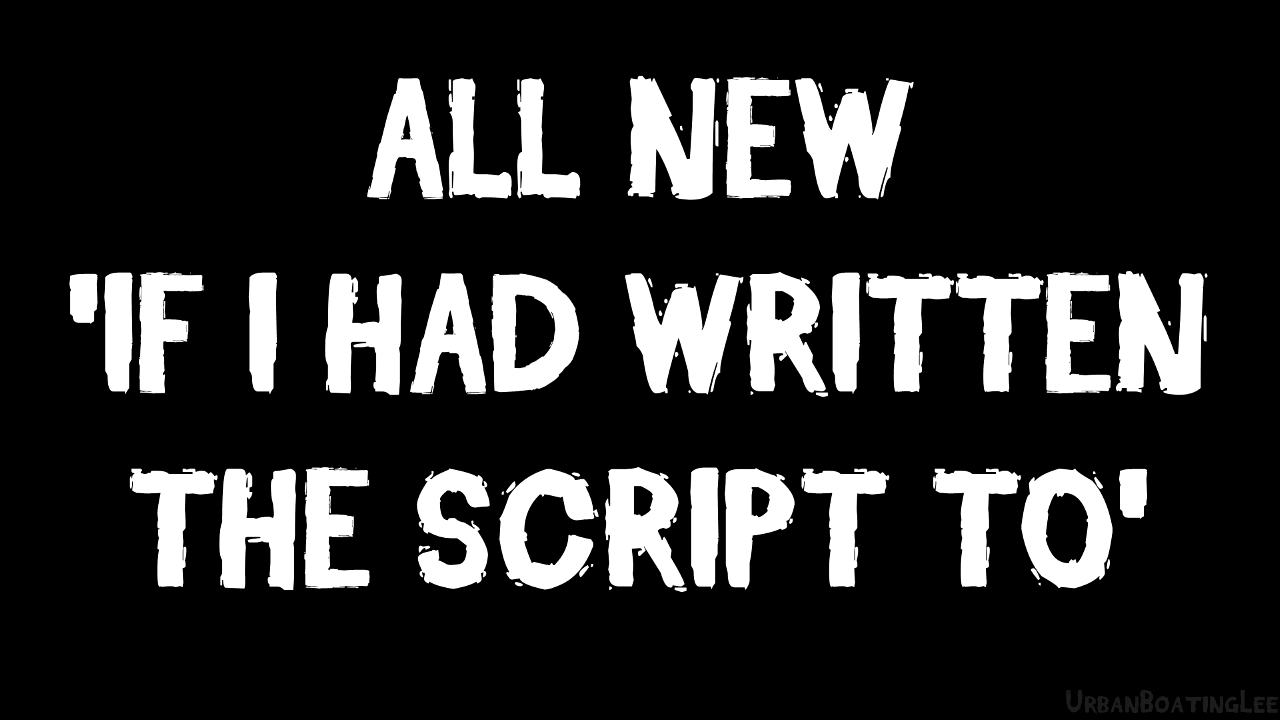 ALL NEW
'IF I HAD WRITTEN
THE SCRIPT TO'
UrbanBoatingLee